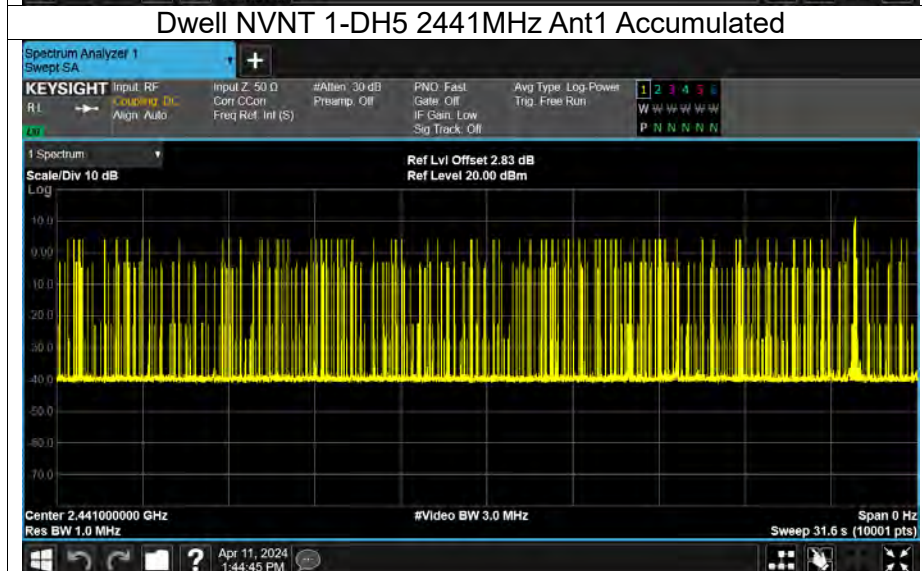 Dwell NVNT 1-DH5 2441MHz Ant1 Accumulated
Spectrum Analyzer 1
Swept SA
+
KEYSIGHT Input: RF Input Z: 50 Ω #Atten: 30 dB PNO: Fast Avg Type: Log-Power 1 2 3 4 5 6
RL Coupling: DC Corr CCorr Preamp: Off Gate: Off Trig: Free Run W W W W W W
Align: Auto Freq Ref: Int (S) IF Gain: Low
Sig Track: Off P N N N N N
1 Spectrum
Ref Lvl Offset 2.83 dB
Scale/Div 10 dB Ref Level 20.00 dBm
Log
10.0
0.00
-10.0
-20.0
-30.0
-40.0
-50.0
-60.0
-70.0
Center 2.441000000 GHz #Video BW 3.0 MHz Span 0 Hz
Res BW 1.0 MHz Sweep 31.6 s (10001 pts)
? Apr 11, 2024
1:44:45 PM